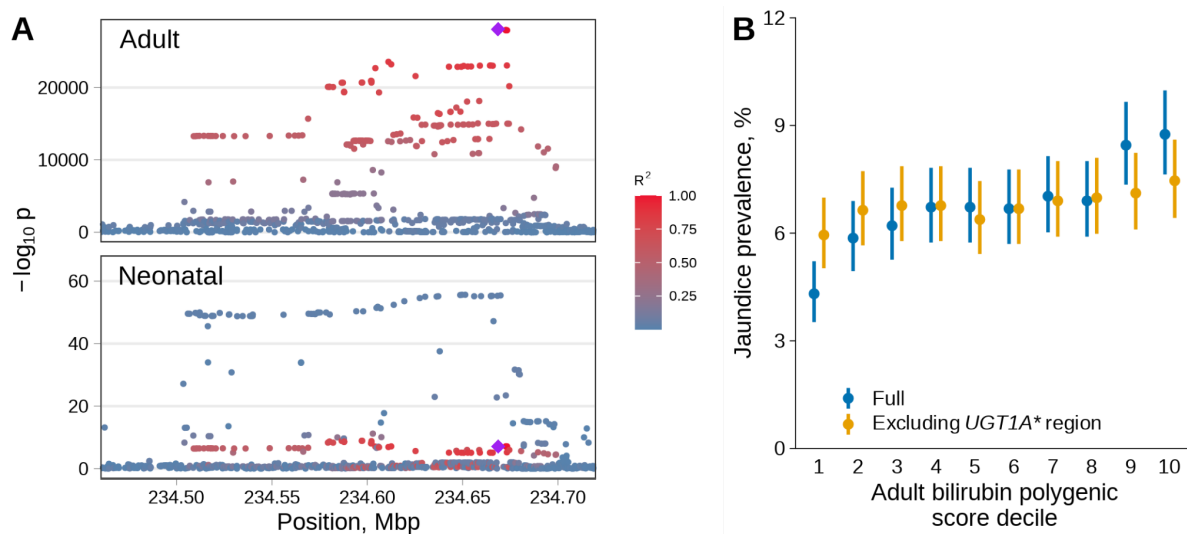 A
Adult
20000
10000
0
Neonatal
60
40
20
0
− log10 p
234.50 234.55 234.60 234.65 234.70
Position, Mbp
R2
1.00
0.75
0.50
0.25
B
12
9
6
3
0
Jaundice prevalence, %
Full
Excluding UGT1A* region
1 2 3 4 5 6 7 8 9 10
Adult bilirubin polygenic
score decile